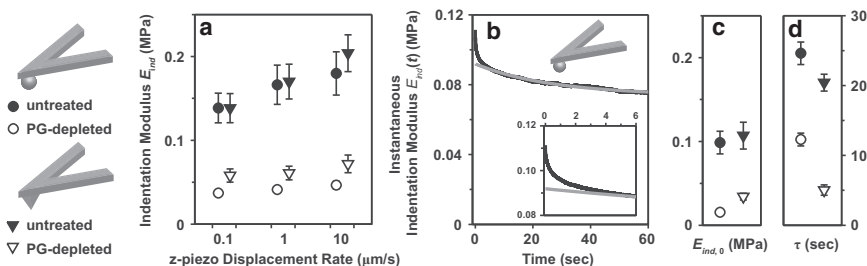 untreated
PG-depleted
untreated
PG-depleted
a
Indentation Modulus E_ind (MPa)
0.2
0.1
0
0.1
1
10
z-piezo Displacement Rate (μm/s)
b
Instantaneous
Indentation Modulus E_ind(t) (MPa)
0.12
0.08
0.04
0
0
20
40
60
Time (sec)
0
2
4
6
0.12
0.10
0.08
c
0.2
0.1
0
E_ind, 0 (MPa)
d
30
20
10
0
τ (sec)